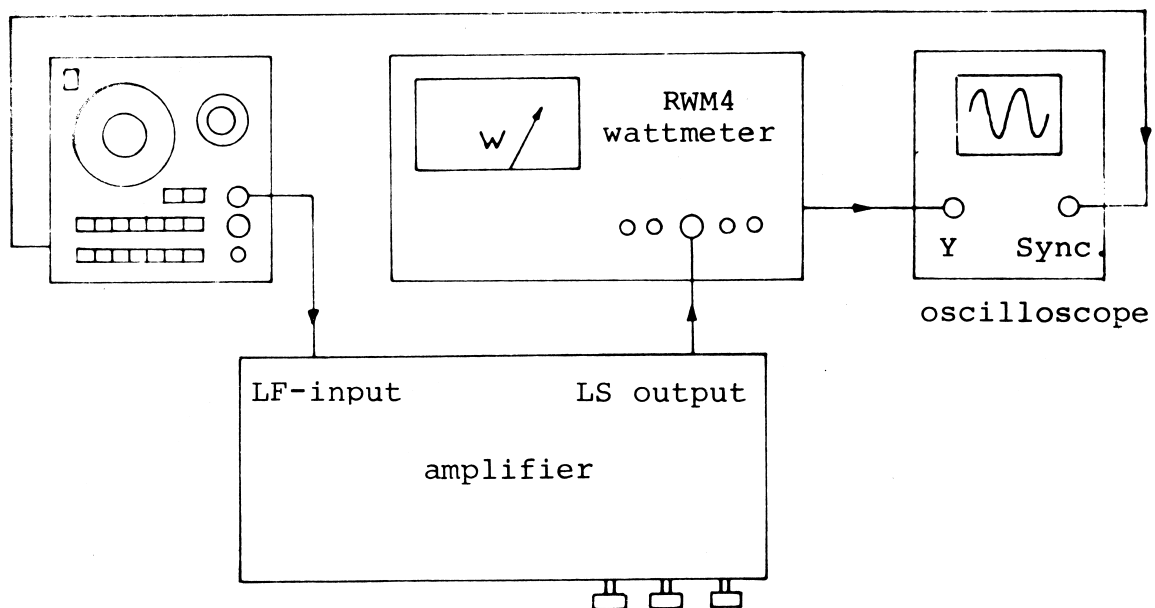 W
RWM4
wattmeter
Y
Sync.
oscilloscope
LF-input
LS output
amplifier